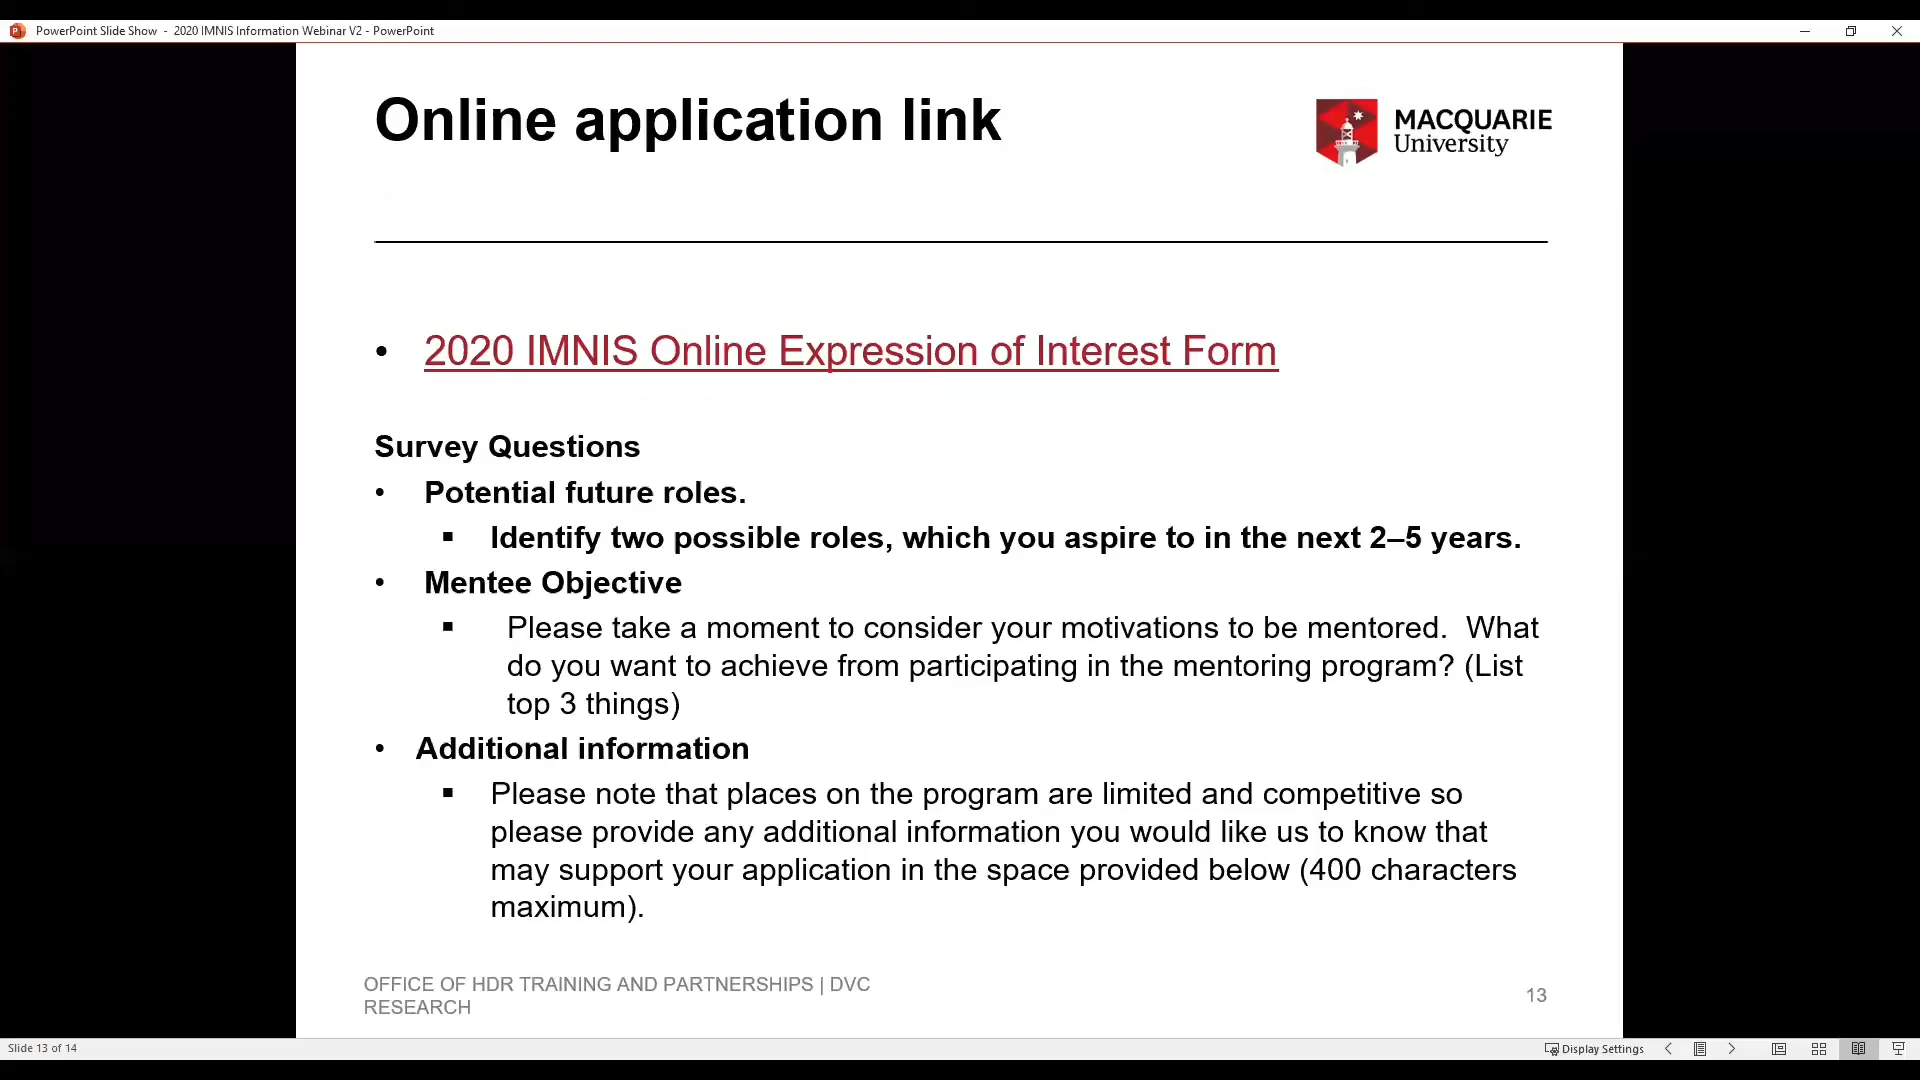 PowerPoint Slide Show - 2020 IMNIS Information Webinar V2 - PowerPoint
Online application link
MACQUARIE
University
• 2020 IMNIS Online Expression of Interest Form
Survey Questions
• Potential future roles.
▪ Identify two possible roles, which you aspire to in the next 2–5 years.
• Mentee Objective
▪ Please take a moment to consider your motivations to be mentored.  What
do you want to achieve from participating in the mentoring program? (List
top 3 things)
• Additional information
▪ Please note that places on the program are limited and competitive so
please provide any additional information you would like us to know that
may support your application in the space provided below (400 characters
maximum).
OFFICE OF HDR TRAINING AND PARTNERSHIPS | DVC
RESEARCH
13
Slide 13 of 14
Display Settings